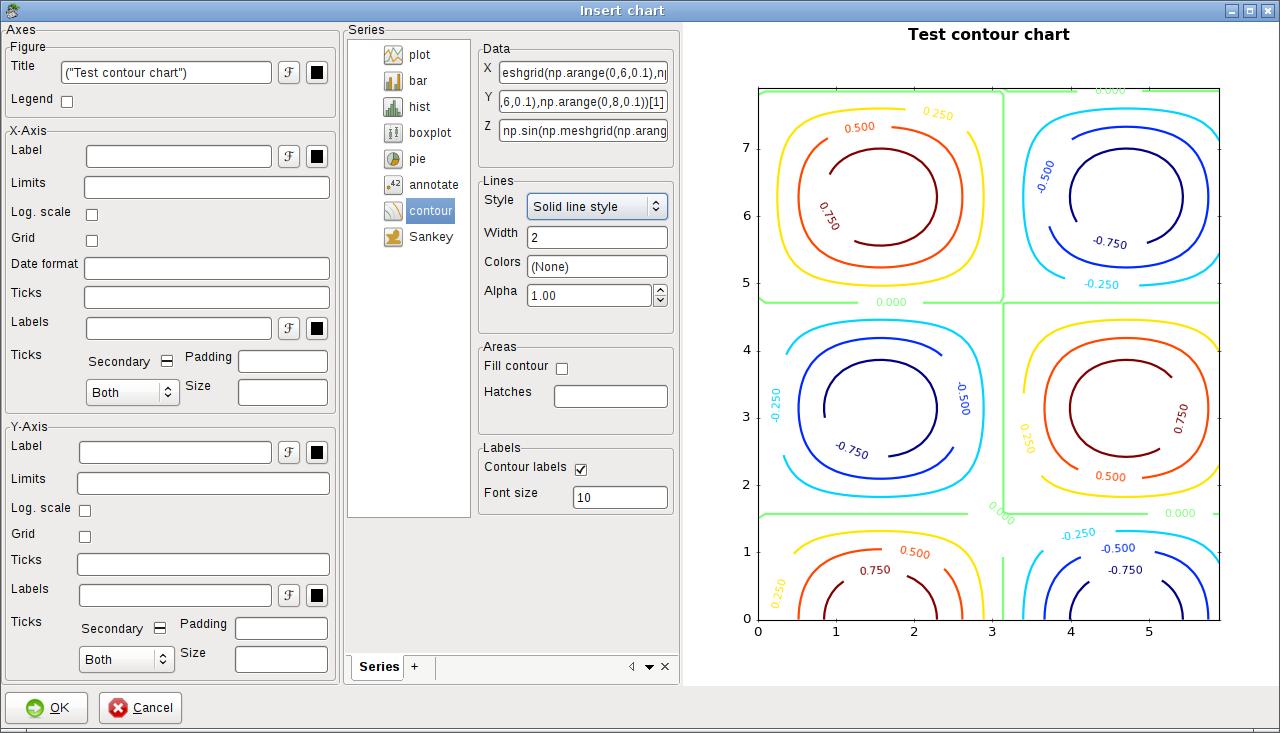 Insert chart
Axes
Figure
Title ("Test contour chart") ℱ
Legend
X-Axis
Label ℱ
Limits
Log. scale
Grid
Date format
Ticks
Labels ℱ
Ticks Secondary Padding
Both Size
Y-Axis
Label ℱ
Limits
Log. scale
Grid
Ticks
Labels ℱ
Ticks Secondary Padding
Both Size
Series
plot
bar
hist
boxplot
pie
annotate
contour
Sankey
Data
X eshgrid(np.arange(0,6,0.1),np
Y ,6,0.1),np.arange(0,8,0.1))[1]
Z np.sin(np.meshgrid(np.arang
Lines
Style Solid line style
Width 2
Colors (None)
Alpha 1.00
Areas
Fill contour
Hatches
Labels
Contour labels
Font size 10
Series +
OK Cancel
Test contour chart
0.000
0.250
0.500
0.750
-0.500
-0.750
-0.250
0.000
-0.250
-0.500
-0.750
0.750
0.250
0.500
0.000
0.000
0.250
0.500
0.750
-0.250
-0.500
-0.750
7
6
5
4
3
2
1
0
0 1 2 3 4 5